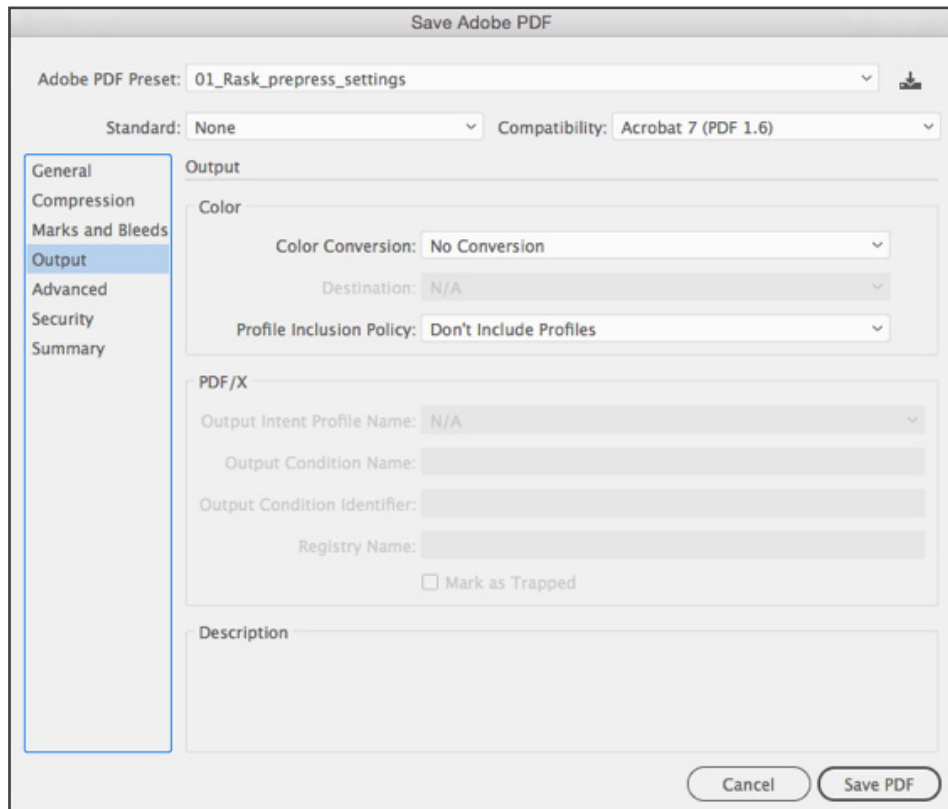 Save Adobe PDF
Adobe PDF Preset: 01_Rask_prepress_settings
Standard: None Compatibility: Acrobat 7 (PDF 1.6)
General
Compression
Marks and Bleeds
Output
Advanced
Security
Summary
Output
Color
Color Conversion: No Conversion
Destination: N/A
Profile Inclusion Policy: Don't Include Profiles
PDF/X
Output Intent Profile Name: N/A
Output Condition Name:
Output Condition Identifier:
Registry Name:
Mark as Trapped
Description
Cancel Save PDF